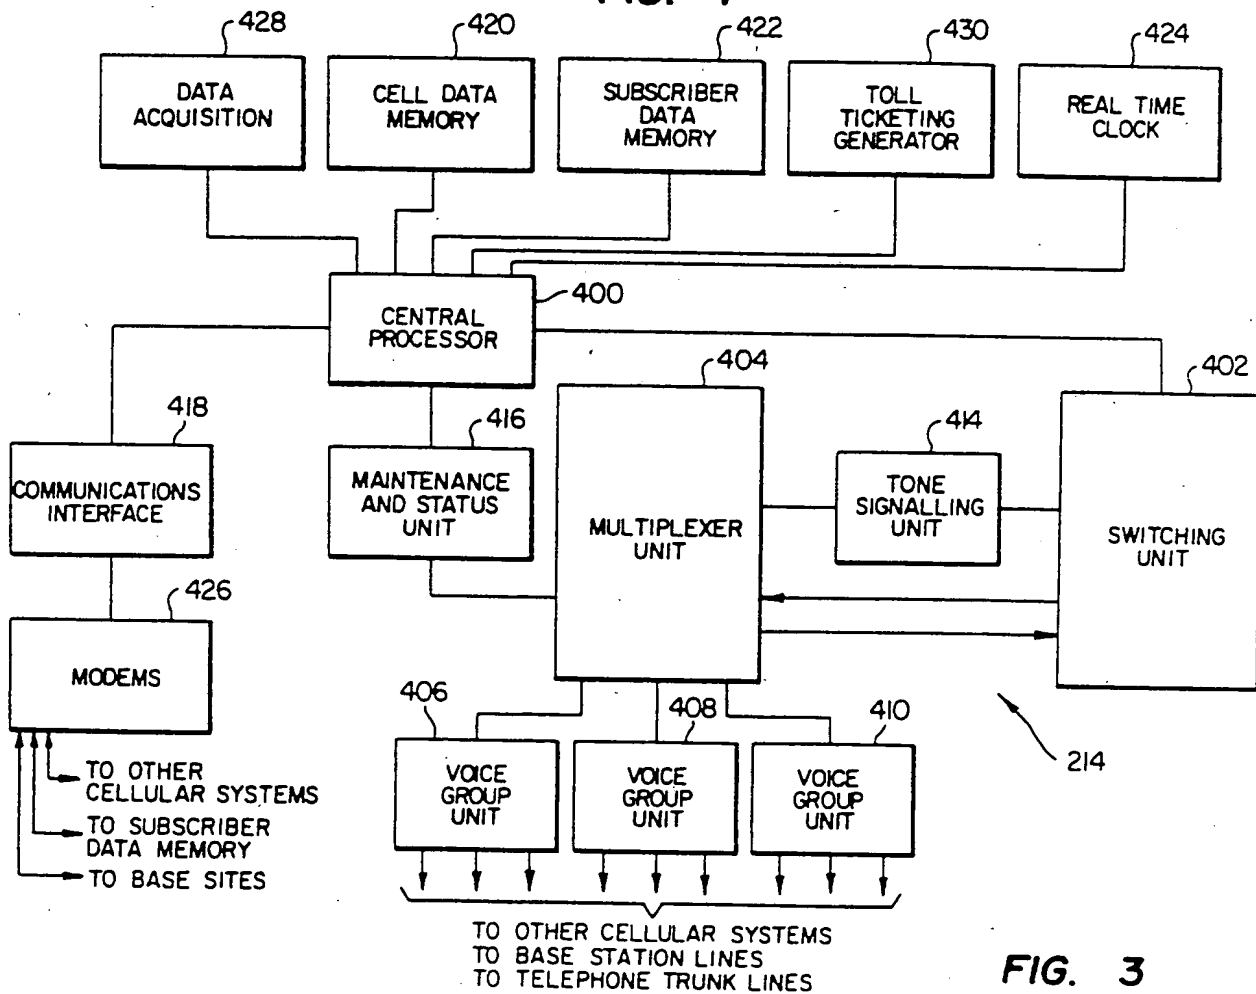 428
420
422
430
424
DATA
ACQUISITION
CELL DATA
MEMORY
SUBSCRIBER
DATA
MEMORY
TOLL
TICKETING
GENERATOR
REAL TIME
CLOCK
400
CENTRAL
PROCESSOR
404
402
418
416
414
COMMUNICATIONS
INTERFACE
MAINTENANCE
AND STATUS
UNIT
MULTIPLEXER
UNIT
TONE
SIGNALLING
UNIT
SWITCHING
UNIT
426
MODEMS
406
408
410
214
VOICE
GROUP
UNIT
VOICE
GROUP
UNIT
VOICE
GROUP
UNIT
TO OTHER
CELLULAR SYSTEMS
TO SUBSCRIBER
DATA MEMORY
TO BASE SITES
TO OTHER CELLULAR SYSTEMS
TO BASE STATION LINES
TO TELEPHONE TRUNK LINES
FIG. 3